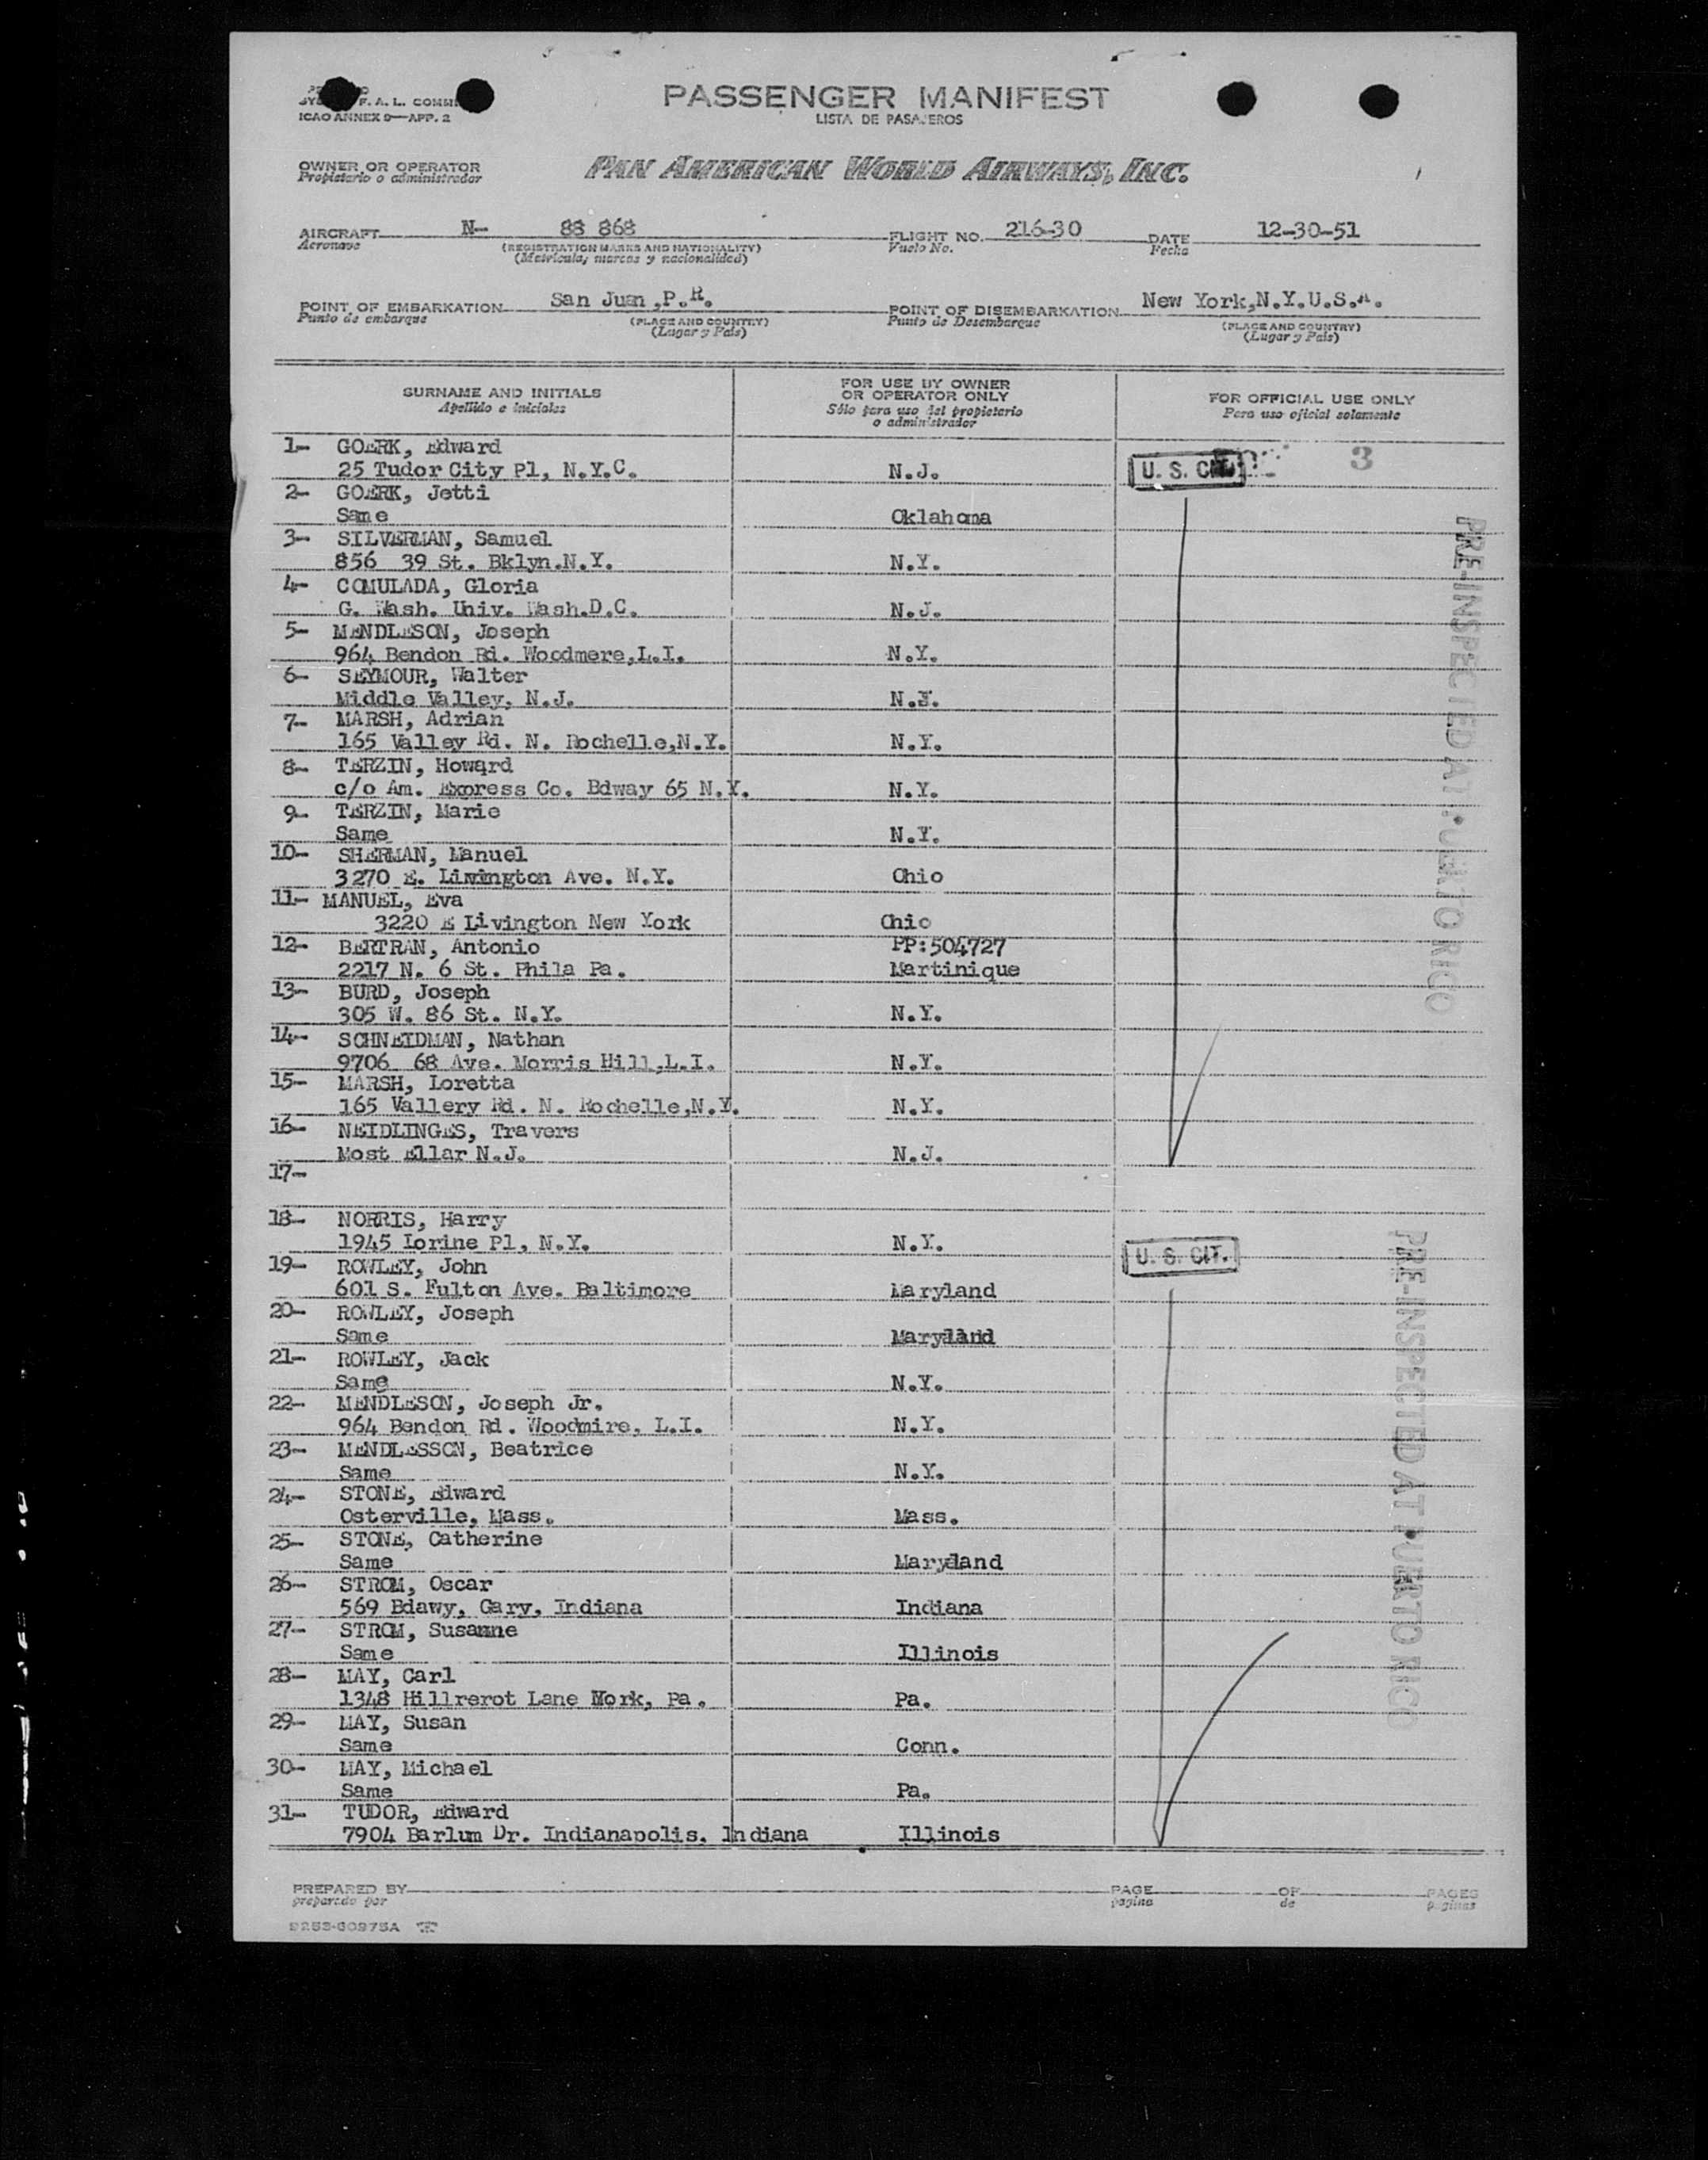 F. A. L. COMMI
ICAO ANNEX 9—APP. 2
PASSENGER MANIFEST
LISTA DE PASAJEROS
OWNER OR OPERATOR
Propietario o administrador
PAN AMERICAN WORLD AIRWAYS, INC.
AIRCRAFT N- 88 868 FLIGHT NO. 216-30 DATE 12-30-51
Aeronave (REGISTRATION MARKS AND NATIONALITY) Vuelo No. Fecha
(Matricula, marcas y nacionalidad)
POINT OF EMBARKATION San Juan ,P.R. POINT OF DISEMBARKATION New York,N.Y.U.S.A.
Punto de embarque (PLACE AND COUNTRY) Punto de Desembarque (PLACE AND COUNTRY)
(Lugar y País) (Lugar y País)
SURNAME AND INITIALS
Apellido e iniciales
FOR USE BY OWNER
OR OPERATOR ONLY
Sólo para uso del propietario
o administrador
FOR OFFICIAL USE ONLY
Para uso oficial solamente
1- GOERK, Edward
25 Tudor City Pl, N.Y.C. N.J. U. S. CIT. 3
2- GOERK, Jetti
Same Oklahoma
3- SILVERMAN, Samuel
856 39 St. Bklyn.N.Y. N.Y.
4- COMULADA, Gloria
G. Wash. Univ. Wash.D.C. N.J.
5- MENDLESON, Joseph
964 Bendon Rd. Woodmere,L.I. N.Y.
6- SEYMOUR, Walter
Middle Valley, N.J.
7- MARSH, Adrian
165 Valley Rd. N. Rochelle,N.Y. N.Y.
8- TERZIN, Howard
c/o Am. Express Co. Bdway 65 N.Y. N.Y.
9- TERZIN, Marie
Same N.Y.
10- SHERMAN, Manuel
3270 E. Livington Ave. N.Y. Ohio
11- MANUEL, Eva
3220 E Livington New York Ohio
12- BERTRAN, Antonio PP:504727
2217 N. 6 St. Phila Pa. Martinique
13- BURD, Joseph
305 W. 86 St. N.Y. N.Y.
14- SCHNEIDMAN, Nathan
9706 68 Ave. Morris Hill,L.I. N.Y.
15- MARSH, Loretta
165 Vallery Rd. N. Rochelle,N.Y. N.Y.
16- NEIDLINGES, Travers
Most Ellar N.J. N.J.
17-
PRE-INSPECTED AT PUERTO RICO
18- NORRIS, Harry
1945 Lorine Pl, N.Y. N.Y. U. S. CIT.
19- ROWLEY, John
601 S. Fulton Ave. Baltimore Maryland
20- ROWLEY, Joseph
Same Maryland
21- ROWLEY, Jack
Same N.Y.
22- MENDLESON, Joseph Jr.
964 Bendon Rd. Woodmire, L.I. N.Y.
23- MENDLESSON, Beatrice
Same N.Y.
24- STONE, Edward
Osterville, Mass. Mass.
25- STONE, Catherine
Same Maryland
26- STROM, Oscar
569 Bdawy, Gary, Indiana Indiana
27- STROM, Susanne
Same Illinois
28- MAY, Carl
1348 Hillrerot Lane York, Pa. Pa.
29- MAY, Susan
Same Conn.
30- MAY, Michael
Same Pa.
31- TUDOR, Edward
7904 Barlum Dr. Indianapolis. Indiana Illinois
PRE-INSPECTED AT PUERTO RICO
PREPARED BY PAGE OF PAGES
preparado por página de páginas
9253-60975A